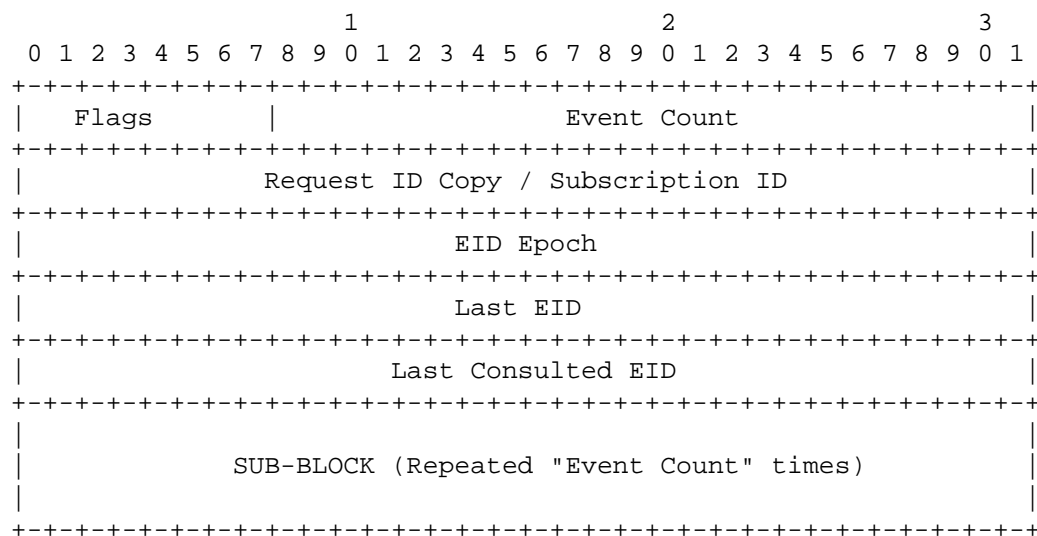 1                   2                   3
 0 1 2 3 4 5 6 7 8 9 0 1 2 3 4 5 6 7 8 9 0 1 2 3 4 5 6 7 8 9 0 1
+-+-+-+-+-+-+-+-+-+-+-+-+-+-+-+-+-+-+-+-+-+-+-+-+-+-+-+-+-+-+-+-+
|   Flags       |                  Event Count                  |
+-+-+-+-+-+-+-+-+-+-+-+-+-+-+-+-+-+-+-+-+-+-+-+-+-+-+-+-+-+-+-+-+
|               Request ID Copy / Subscription ID               |
+-+-+-+-+-+-+-+-+-+-+-+-+-+-+-+-+-+-+-+-+-+-+-+-+-+-+-+-+-+-+-+-+
|                           EID Epoch                           |
+-+-+-+-+-+-+-+-+-+-+-+-+-+-+-+-+-+-+-+-+-+-+-+-+-+-+-+-+-+-+-+-+
|                           Last EID                            |
+-+-+-+-+-+-+-+-+-+-+-+-+-+-+-+-+-+-+-+-+-+-+-+-+-+-+-+-+-+-+-+-+
|                       Last Consulted EID                      |
+-+-+-+-+-+-+-+-+-+-+-+-+-+-+-+-+-+-+-+-+-+-+-+-+-+-+-+-+-+-+-+-+
|                                                               |
|             SUB-BLOCK (Repeated "Event Count" times)          |
|                                                               |
+-+-+-+-+-+-+-+-+-+-+-+-+-+-+-+-+-+-+-+-+-+-+-+-+-+-+-+-+-+-+-+-+